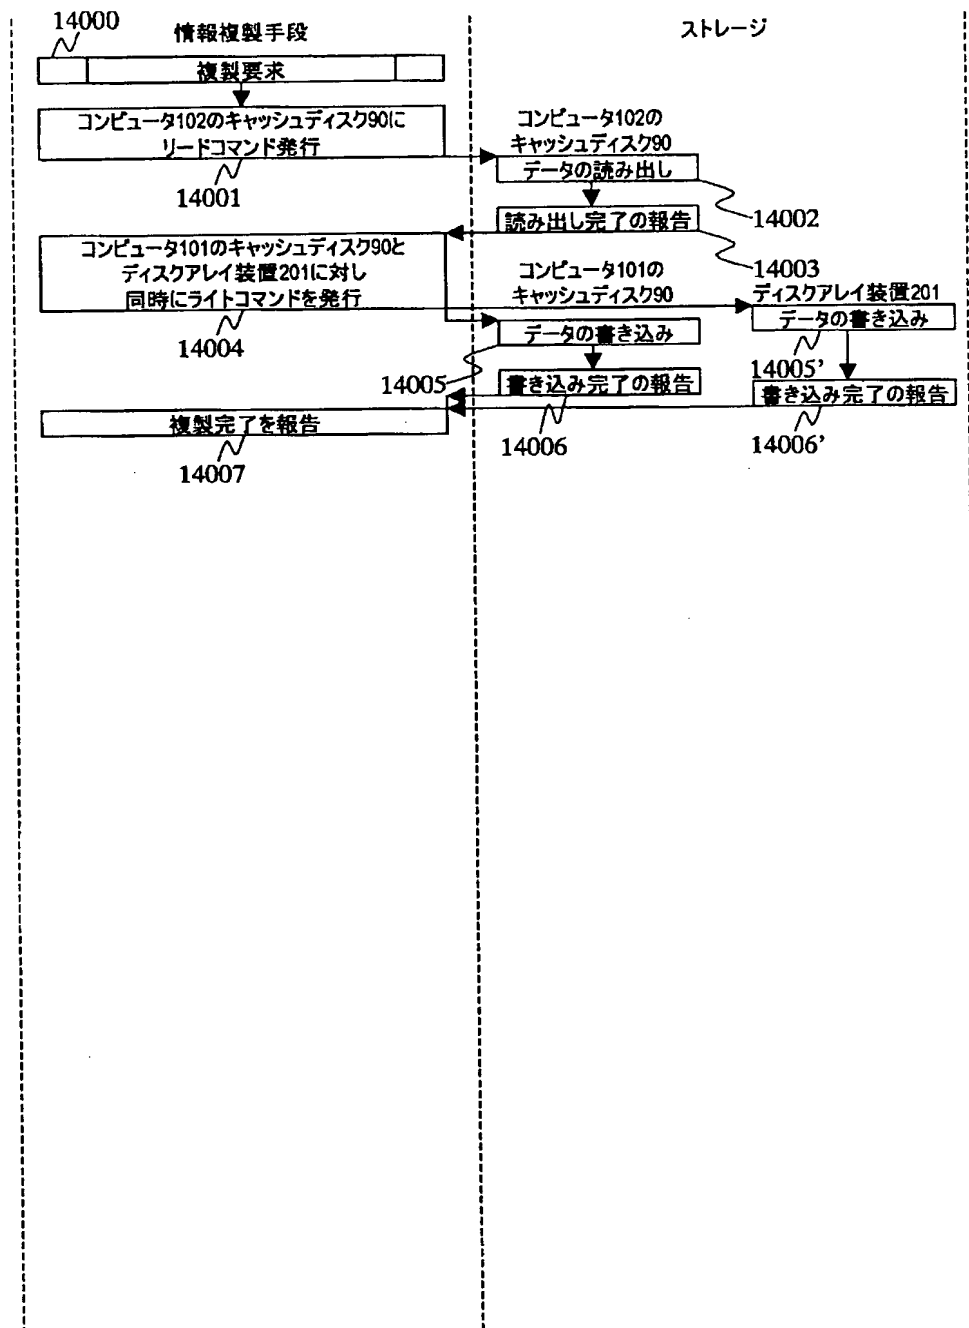 14000
情報複製手段
ストレージ
複製要求
コンピュータ102のキャッシュディスク90に
リードコマンド発行
14001
コンピュータ102の
キャッシュディスク90
データの読み出し
14002
読み出し完了の報告
14003
コンピュータ101のキャッシュディスク90と
ディスクアレイ装置201に対し
同時にライトコマンドを発行
14004
コンピュータ101の
キャッシュディスク90
データの書き込み
14005
ディスクアレイ装置201
データの書き込み
14005’
書き込み完了の報告
14006
書き込み完了の報告
14006’
複製完了を報告
14007